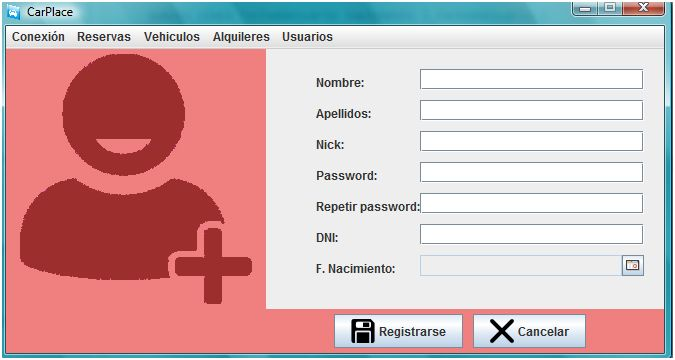 CarPlace
Conexión Reservas Vehiculos Alquileres Usuarios
Nombre:
Apellidos:
Nick:
Password:
Repetir password:
DNI:
F. Nacimiento:
Registrarse Cancelar